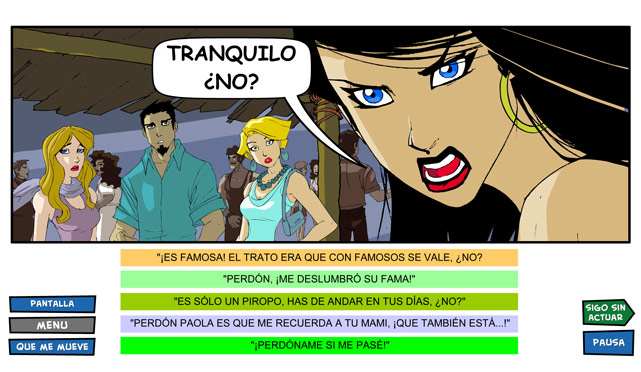 TRANQUILO
¿NO?
"¡ES FAMOSA! EL TRATO ERA QUE CON FAMOSOS SE VALE, ¿NO?
"PERDÓN, ¡ME DESLUMBRÓ SU FAMA!"
"ES SÓLO UN PIROPO, HAS DE ANDAR EN TUS DÍAS, ¿NO?"
"PERDÓN PAOLA ES QUE ME RECUERDA A TU MAMI, ¡QUE TAMBIÉN ESTÁ...!"
"¡PERDÓNAME SI ME PASÉ!"
PANTALLA
MENU
QUE ME MUEVE
SIGO SIN
ACTUAR
PAUSA